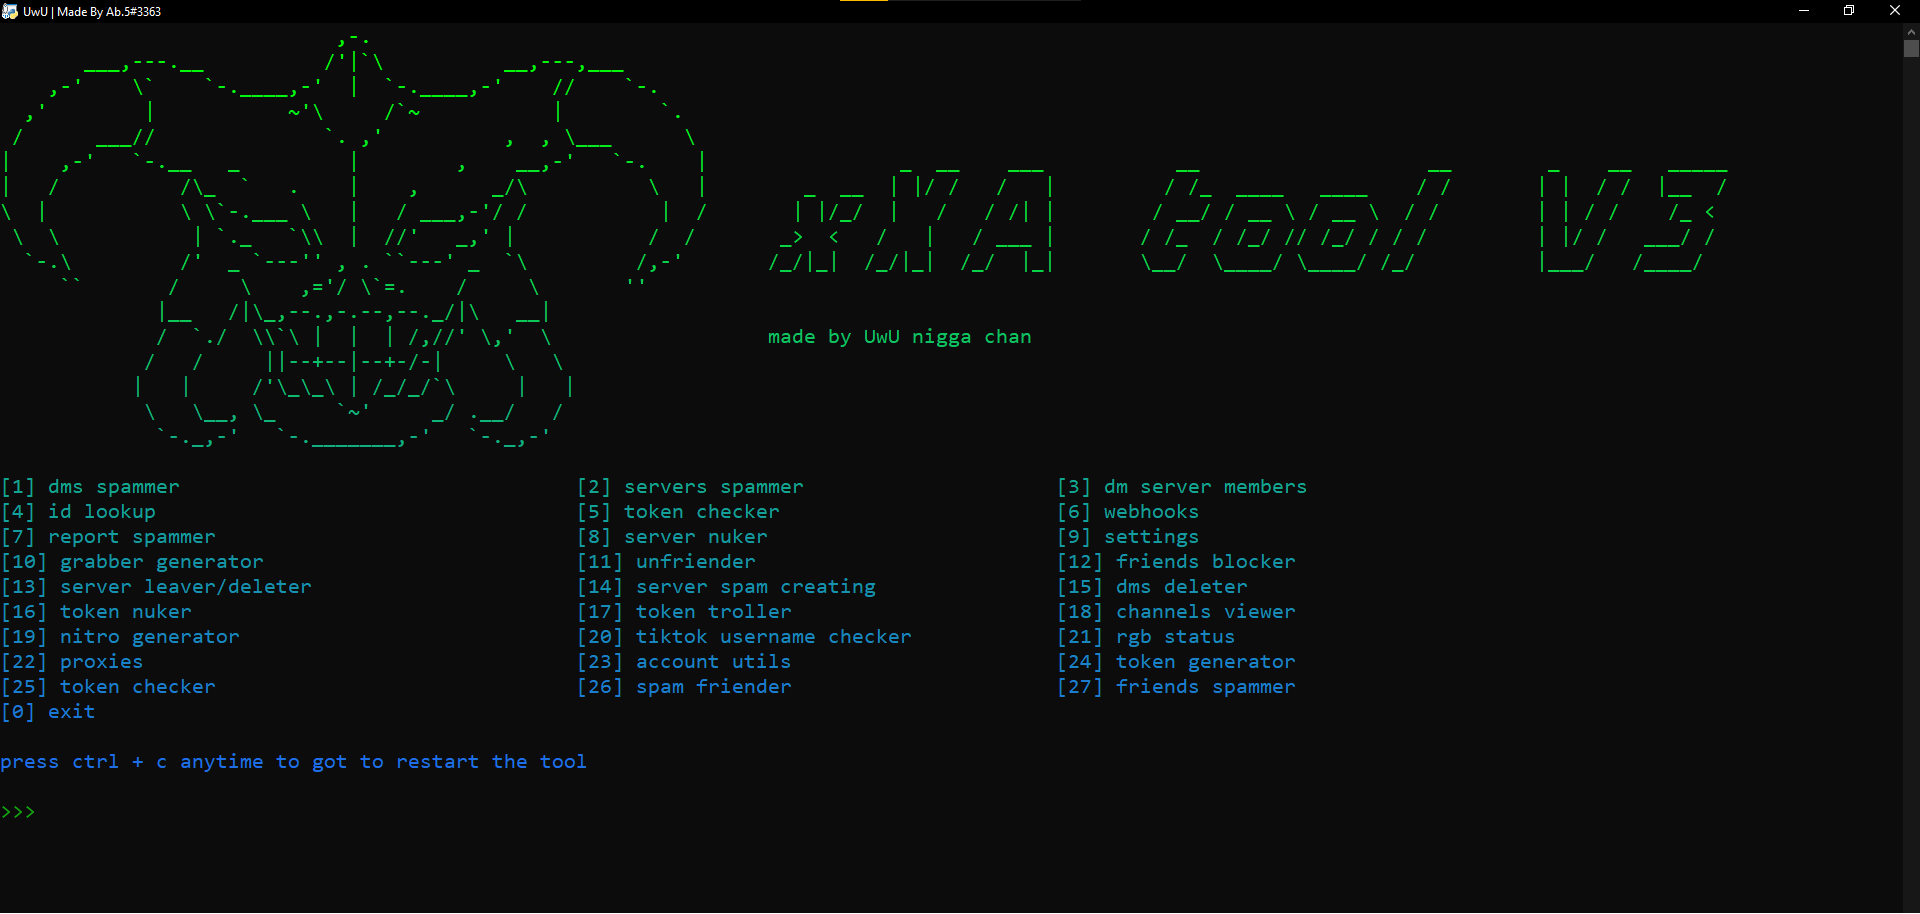 UwU | Made By Ab.5#3363
xXA tool V3
made by UwU nigga chan
[1] dms spammer [2] servers spammer [3] dm server members
[4] id lookup [5] token checker [6] webhooks
[7] report spammer [8] server nuker [9] settings
[10] grabber generator [11] unfriender [12] friends blocker
[13] server leaver/deleter [14] server spam creating [15] dms deleter
[16] token nuker [17] token troller [18] channels viewer
[19] nitro generator [20] tiktok username checker [21] rgb status
[22] proxies [23] account utils [24] token generator
[25] token checker [26] spam friender [27] friends spammer
[0] exit
press ctrl + c anytime to got to restart the tool
>>>